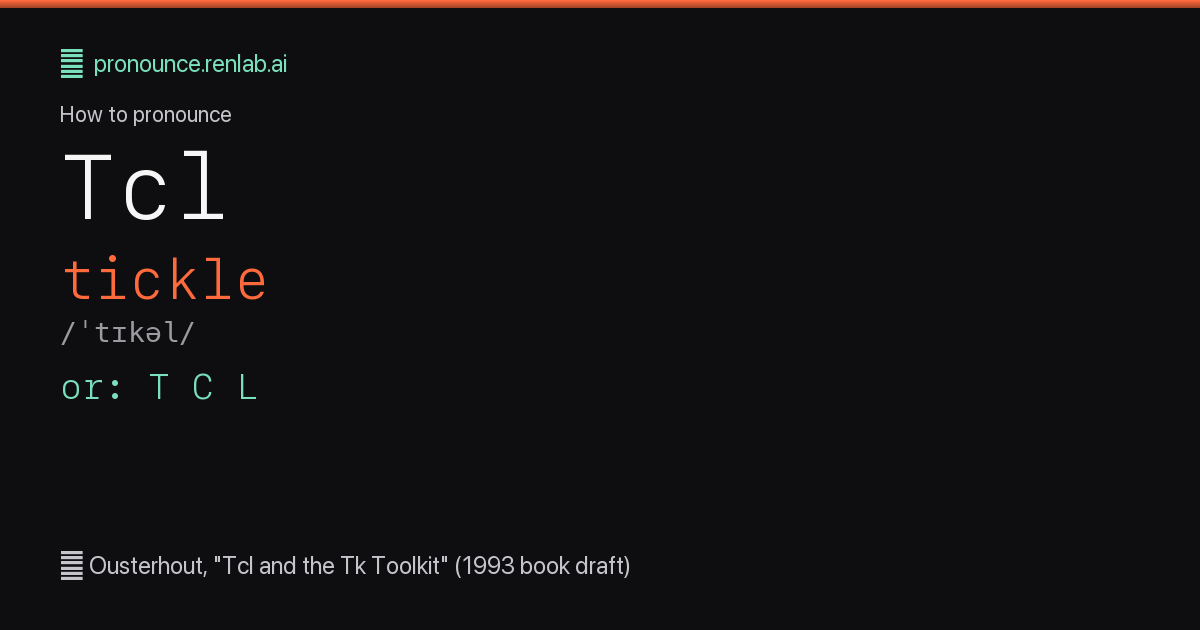 pronounce.renlab.ai
How to pronounce
Tcl
tickle
/ˈtɪkəl/
or: T C L
Ousterhout, "Tcl and the Tk Toolkit" (1993 book draft)